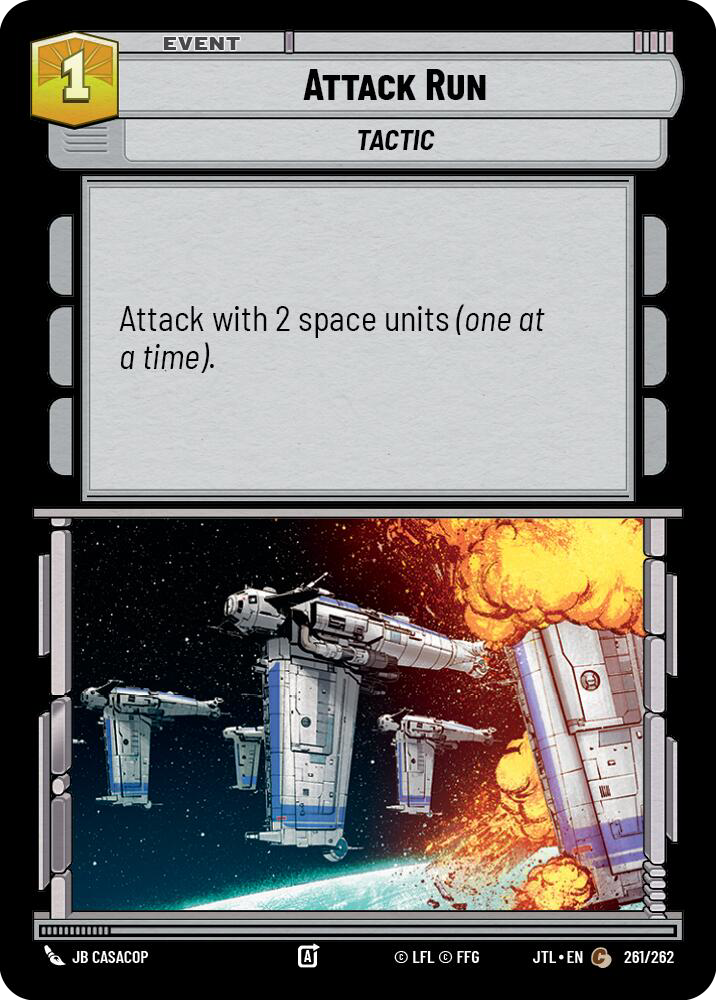 EVENT
1
ATTACK RUN
TACTIC
Attack with 2 space units (one at
a time).
JB CASACOP
A
© LFL © FFG
JTL • EN
C
261/262